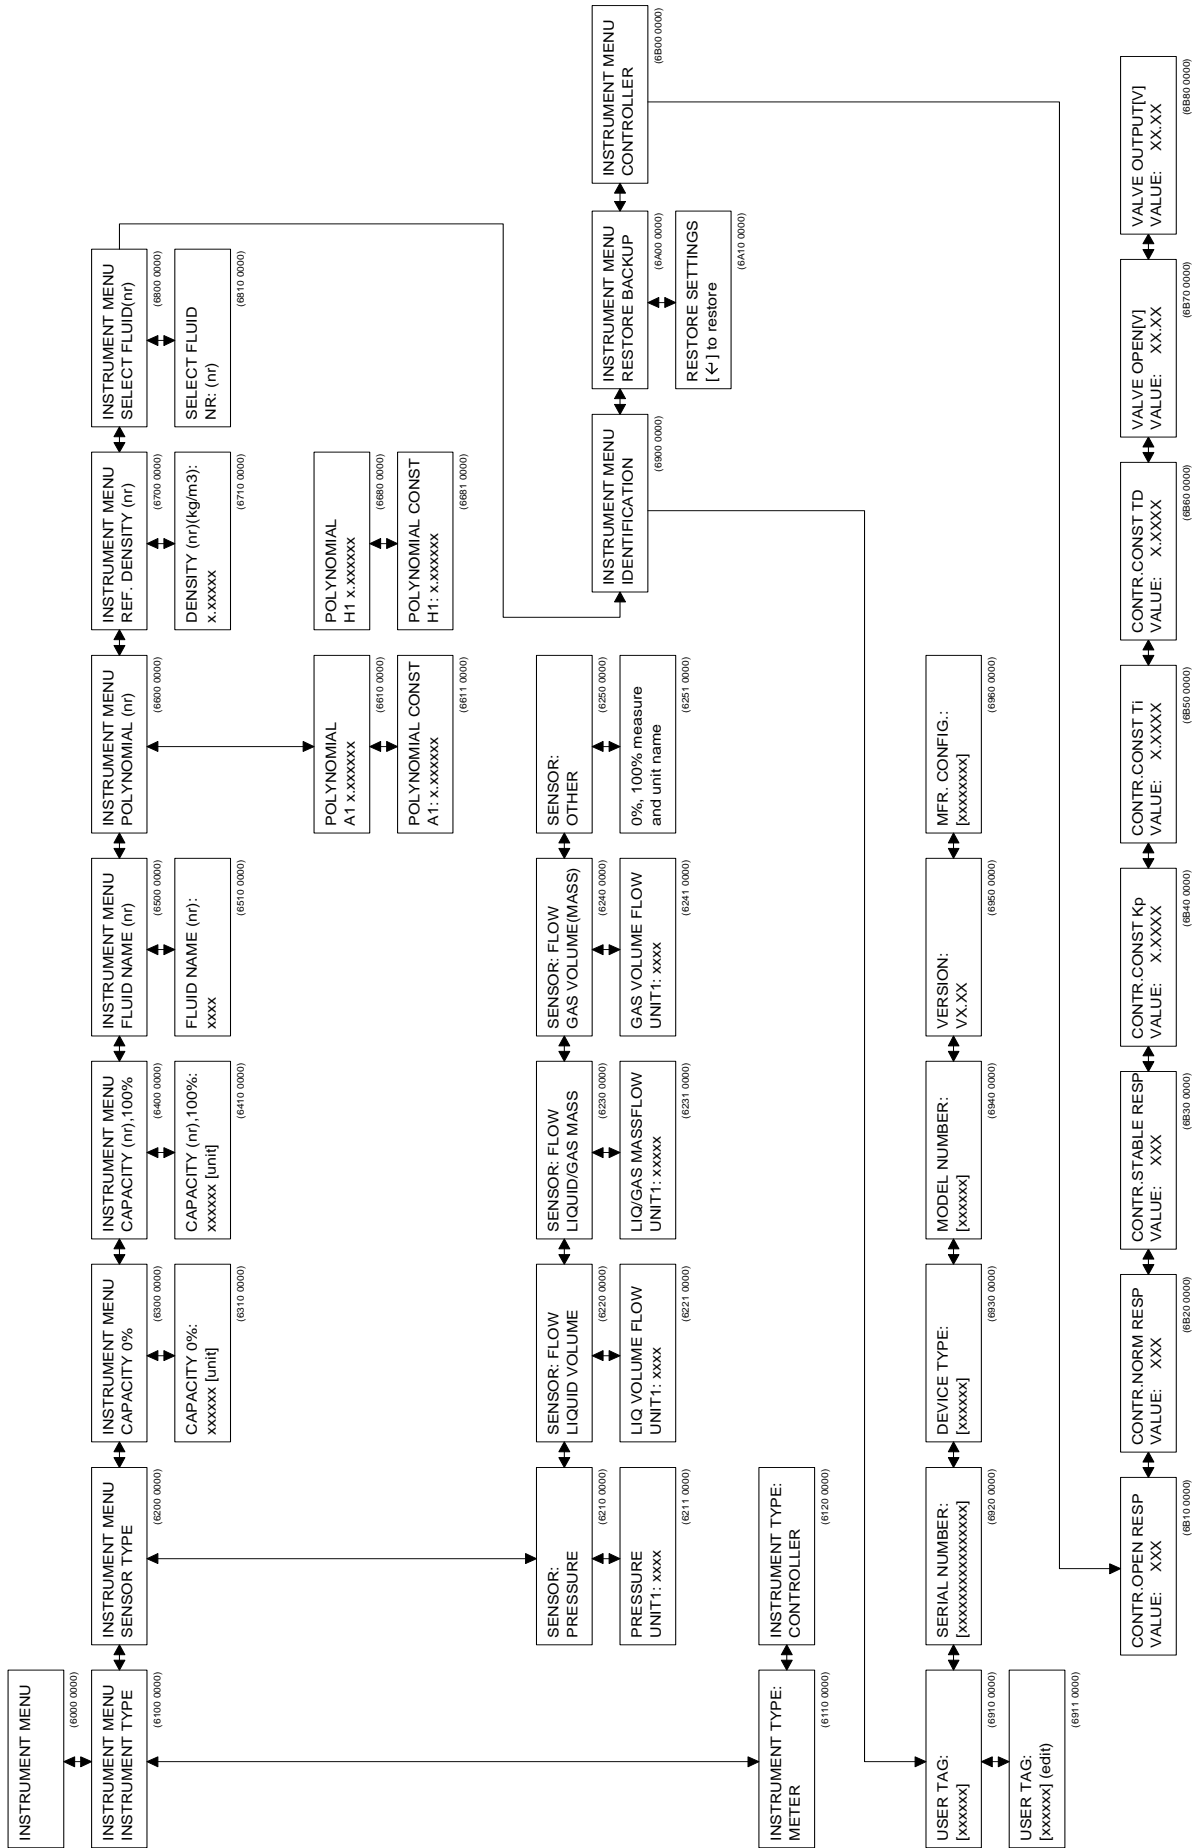 INSTRUMENT MENU
(6000 0000)
INSTRUMENT MENU
INSTRUMENT TYPE
(6100 0000)
INSTRUMENT MENU
SENSOR TYPE
(6200 0000)
INSTRUMENT MENU
CAPACITY 0%
(6300 0000)
INSTRUMENT MENU
CAPACITY (nr),100%
(6400 0000)
INSTRUMENT MENU
FLUID NAME (nr)
(6500 0000)
INSTRUMENT MENU
POLYNOMIAL (nr)
(6600 0000)
INSTRUMENT MENU
REF. DENSITY (nr)
(6700 0000)
INSTRUMENT MENU
SELECT FLUID(nr)
(6800 0000)
CAPACITY 0%:
xxxxxx [unit]
(6310 0000)
CAPACITY (nr),100%:
xxxxxx [unit]
(6410 0000)
FLUID NAME (nr):
xxxx
(6510 0000)
DENSITY (nr)(kg/m3):
x.xxxxx
(6710 0000)
SELECT FLUID
NR: (nr)
(6810 0000)
POLYNOMIAL
A1 x.xxxxxx
(6610 0000)
POLYNOMIAL
H1 x.xxxxxx
(6680 0000)
POLYNOMIAL CONST
A1: x.xxxxxx
(6611 0000)
POLYNOMIAL CONST
H1: x.xxxxxx
(6681 0000)
SENSOR:
PRESSURE
(6210 0000)
SENSOR: FLOW
LIQUID VOLUME
(6220 0000)
SENSOR: FLOW
LIQUID/GAS MASS
(6230 0000)
SENSOR: FLOW
GAS VOLUME(MASS)
(6240 0000)
SENSOR:
OTHER
(6250 0000)
PRESSURE
UNIT1: xxxx
(6211 0000)
LIQ VOLUME FLOW
UNIT1: xxxx
(6221 0000)
LIQ/GAS MASSFLOW
UNIT1: xxxxx
(6231 0000)
GAS VOLUME FLOW
UNIT1: xxxx
(6241 0000)
0%, 100% measure
and unit name
(6251 0000)
INSTRUMENT MENU
IDENTIFICATION
(6900 0000)
INSTRUMENT MENU
RESTORE BACKUP
(6A00 0000)
INSTRUMENT MENU
CONTROLLER
(6B00 0000)
RESTORE SETTINGS
[↵] to restore
(6A10 0000)
INSTRUMENT TYPE:
METER
(6110 0000)
INSTRUMENT TYPE:
CONTROLLER
(6120 0000)
USER TAG:
[xxxxxx]
(6910 0000)
SERIAL NUMBER:
[xxxxxxxxxxxxxxxx]
(6920 0000)
DEVICE TYPE:
[xxxxxx]
(6930 0000)
MODEL NUMBER:
[xxxxxx]
(6940 0000)
VERSION:
VX.XX
(6950 0000)
MFR. CONFIG.:
[xxxxxxxx]
(6960 0000)
USER TAG:
[xxxxxx] (edit)
(6911 0000)
CONTR.OPEN RESP
VALUE: XXX
(6B10 0000)
CONTR.NORM RESP
VALUE: XXX
(6B20 0000)
CONTR.STABLE RESP
VALUE: XXX
(6B30 0000)
CONTR.CONST Kp
VALUE: X.XXXX
(6B40 0000)
CONTR.CONST Ti
VALUE: X.XXXX
(6B50 0000)
CONTR.CONST TD
VALUE: X.XXXX
(6B60 0000)
VALVE OPEN[V]
VALUE: XX.XX
(6B70 0000)
VALVE OUTPUT[V]
VALUE: XX.XX
(6B80 0000)